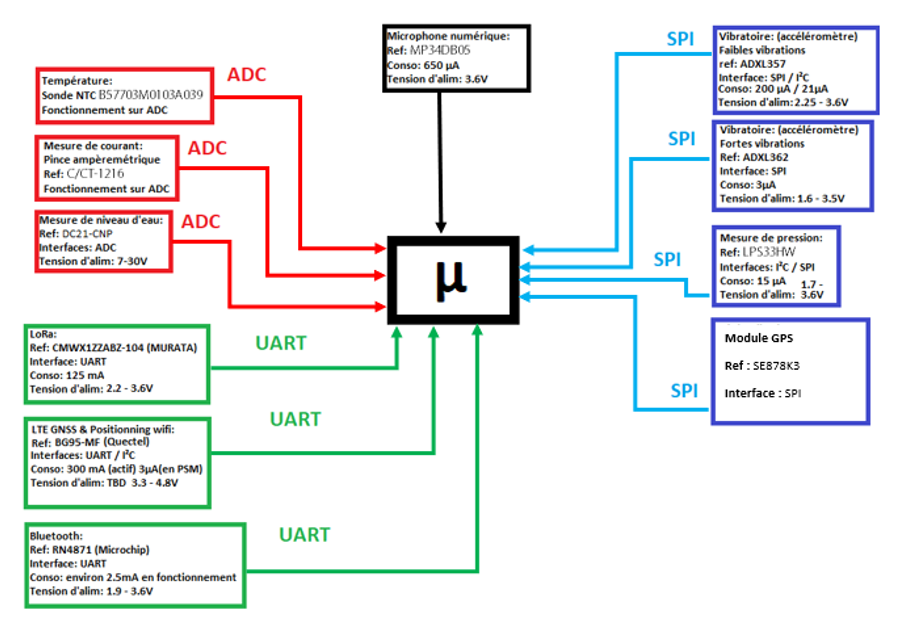 Microphone numérique:
Ref: MP34DB05
Conso: 650 µA
Tension d'alim: 3.6V
Température:
Sonde NTC B57703M0103A039
Fonctionnement sur ADC
ADC
Mesure de courant:
Pince ampèremétrique
Ref: C/CT-1216
Fonctionnement sur ADC
ADC
Mesure de niveau d'eau:
Ref: DC21-CNP
Interfaces: ADC
Tension d'alim: 7-30V
ADC
µ
SPI
Vibratoire: (accéléromètre)
Faibles vibrations
ref: ADXL357
Interface: SPI / I²C
Conso: 200 µA / 21µA
Tension d'alim: 2.25 - 3.6V
SPI
Vibratoire: (accéléromètre)
Fortes vibrations
Ref: ADXL362
Interface: SPI
Conso: 3µA
Tension d'alim: 1.6 - 3.5V
SPI
Mesure de pression:
Ref: LPS33HW
Interfaces: I²C / SPI
Conso: 15 µA
Tension d'alim: 1.7 - 3.6V
SPI
Module GPS
Ref : SE878K3
Interface : SPI
LoRa:
Ref: CMWX1ZZABZ-104 (MURATA)
Interface: UART
Conso: 125 mA
Tension d'alim: 2.2 - 3.6V
UART
LTE GNSS & Positionning wifi:
Ref: BG95-MF (Quectel)
Interfaces: UART / I²C
Conso: 300 mA (actif) 3µA(en PSM)
Tension d'alim: TBD 3.3 - 4.8V
UART
Bluetooth:
Ref: RN4871 (Microchip)
Interface: UART
Conso: environ 2.5mA en fonctionnement
Tension d'alim: 1.9 - 3.6V
UART